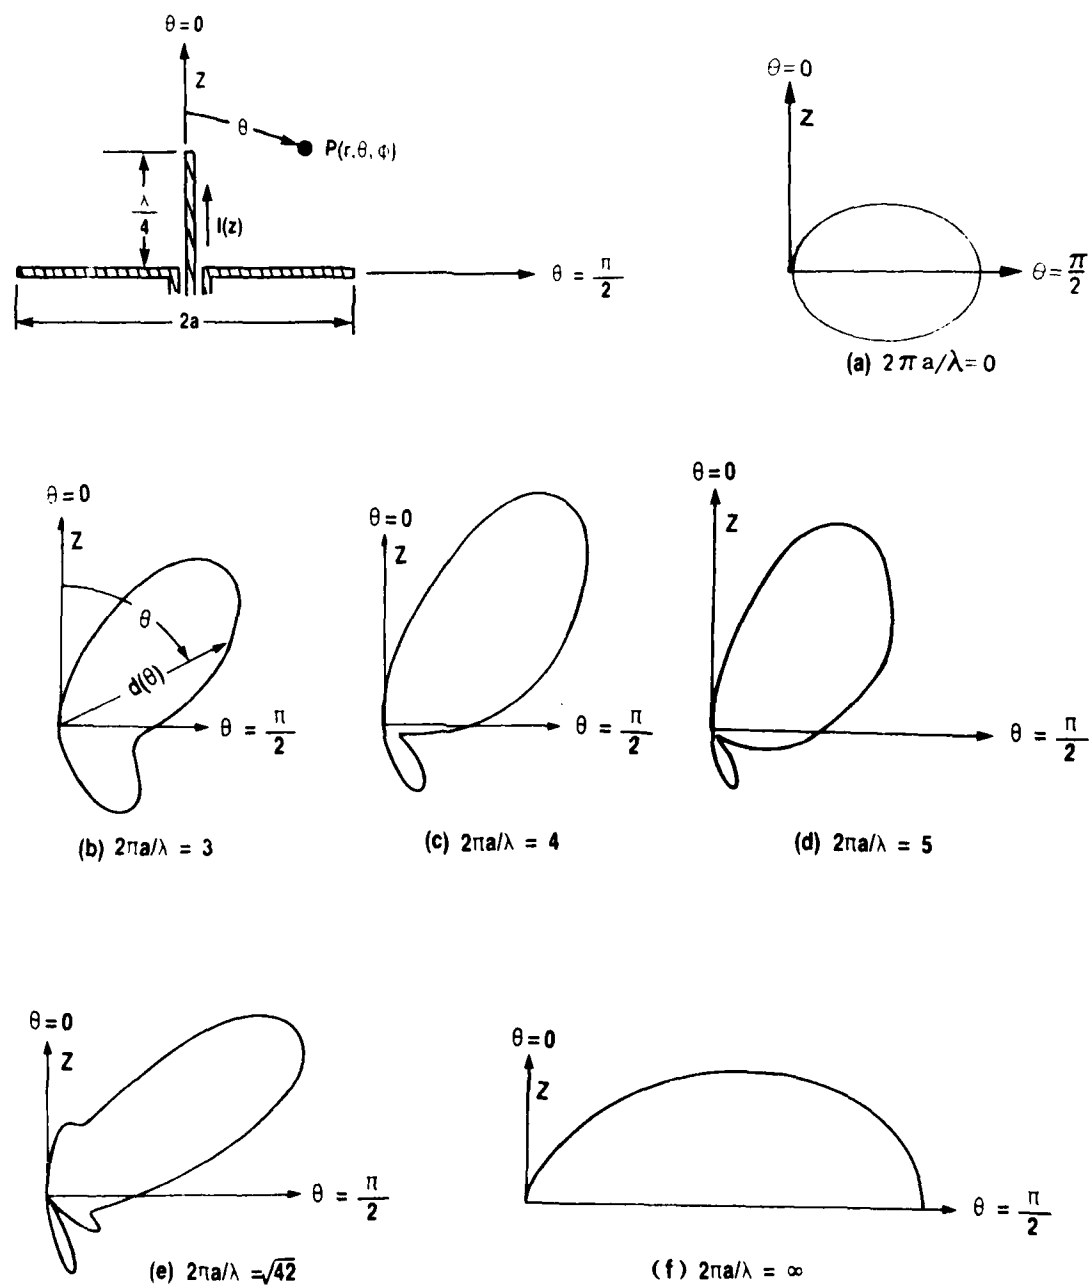 θ=0
Z
θ
P(r,θ,ϕ)
λ/4
I(z)
θ = π/2
2a
θ=0
Z
θ=π/2
(a) 2πa/λ=0
θ=0
Z
θ
d(θ)
θ = π/2
(b) 2πa/λ = 3
θ=0
Z
θ = π/2
(c) 2πa/λ = 4
θ=0
Z
θ = π/2
(d) 2πa/λ = 5
θ=0
Z
θ = π/2
(e) 2πa/λ =√42
θ=0
Z
θ = π/2
(f) 2πa/λ = ∞